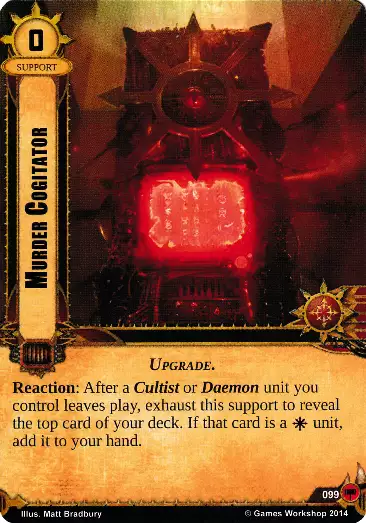 0
SUPPORT
MURDER COGITATOR
UPGRADE.
Reaction: After a Cultist or Daemon unit you
control leaves play, exhaust this support to reveal
the top card of your deck. If that card is a unit,
add it to your hand.
099
Illus. Matt Bradbury
© Games Workshop 2014